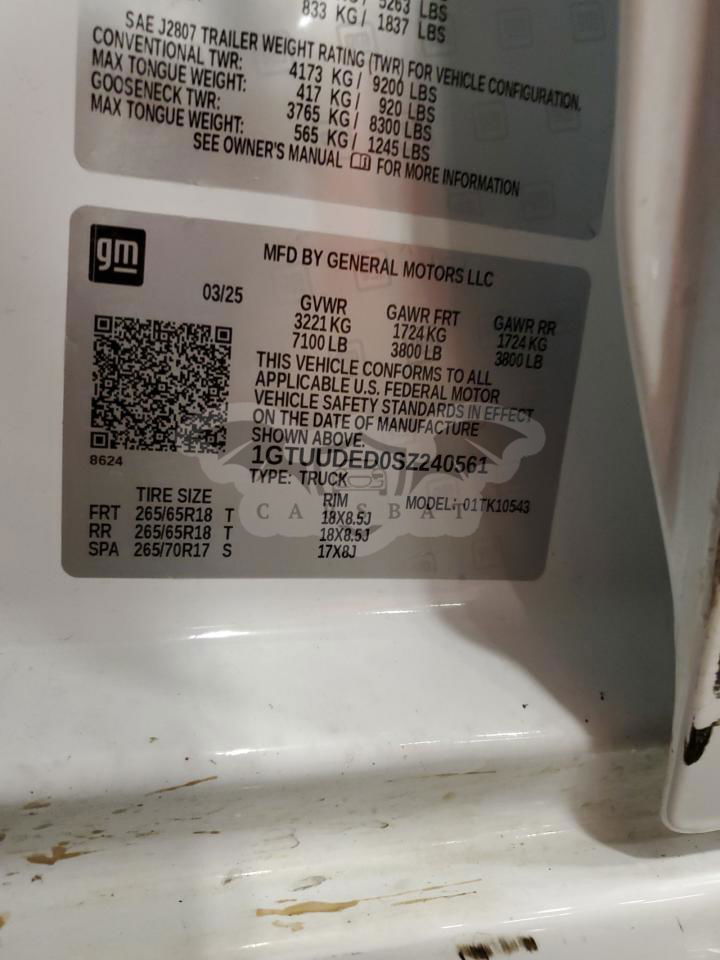 5263 LBS
833 KG/ 1837 LBS
SAE J2807 TRAILER WEIGHT RATING (TWR) FOR VEHICLE CONFIGURATION.
CONVENTIONAL TWR: 4173 KG/ 9200 LBS
MAX TONGUE WEIGHT: 417 KG/ 920 LBS
GOOSENECK TWR: 3765 KG/ 8300 LBS
MAX TONGUE WEIGHT: 565 KG/ 1245 LBS
SEE OWNER'S MANUAL FOR MORE INFORMATION
gm
MFD BY GENERAL MOTORS LLC
03/25
GVWR GAWR FRT GAWR RR
3221 KG 1724 KG 1724 KG
7100 LB 3800 LB 3800 LB
THIS VEHICLE CONFORMS TO ALL
APPLICABLE U.S. FEDERAL MOTOR
VEHICLE SAFETY STANDARDS IN EFFECT
ON THE DATE OF MANUFACTURE
SHOWN ABOVE.
8624
1GTUUDED0SZ240561
TYPE: TRUCK
MODEL: 01TK10543
TIRE SIZE RIM
FRT 265/65R18 T 18X8.5J
RR 265/65R18 T 18X8.5J
SPA 265/70R17 S 17X8J
CARSBAT